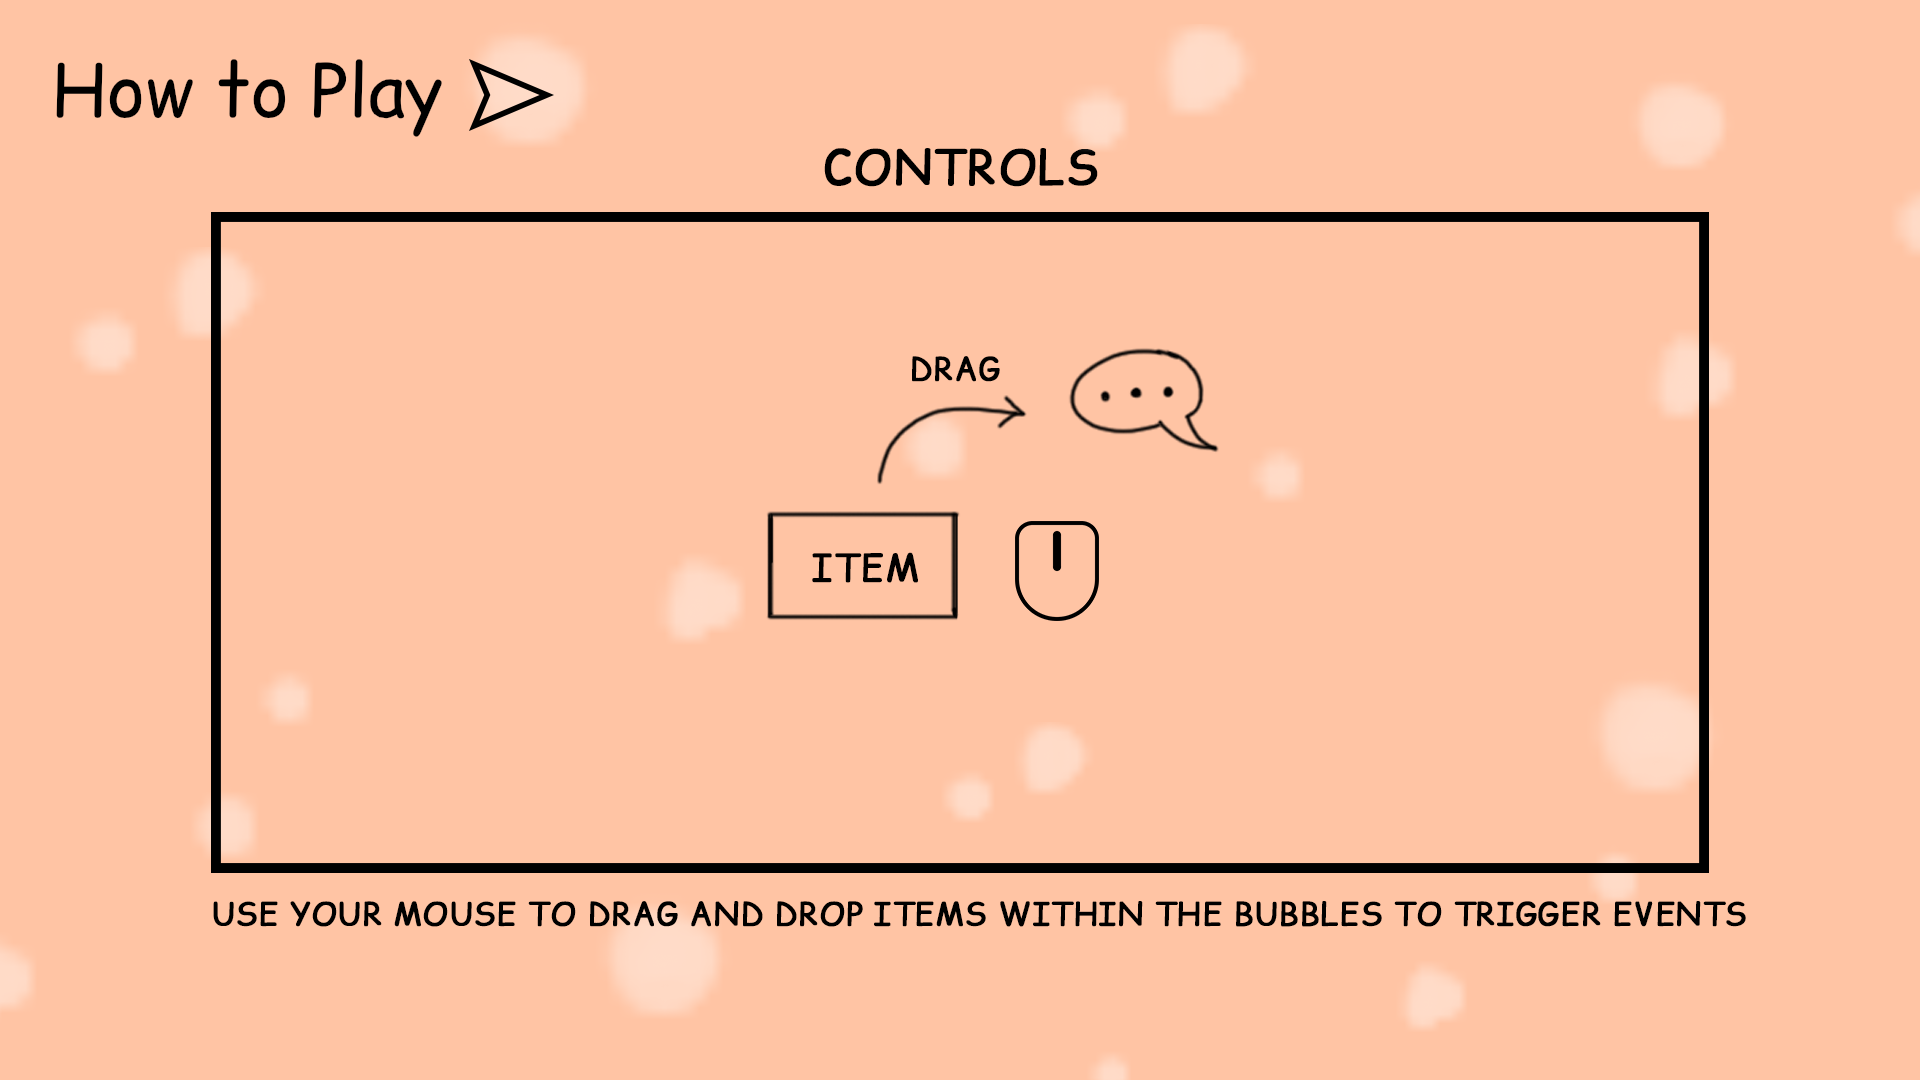 How to Play
CONTROLS
DRAG
ITEM
USE YOUR MOUSE TO DRAG AND DROP ITEMS WITHIN THE BUBBLES TO TRIGGER EVENTS